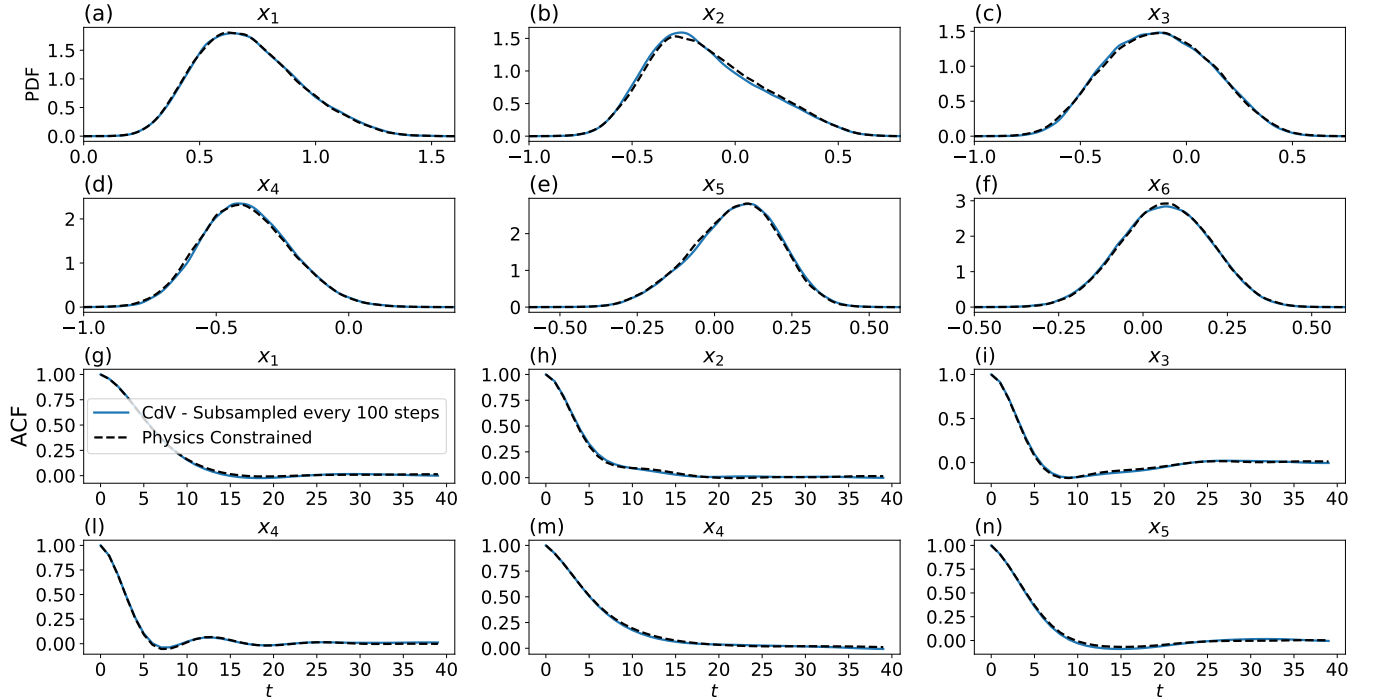 (a) x₁
(b) x₂
(c) x₃
PDF
1.5
1.0
0.5
0.0
0.0 0.5 1.0 1.5
1.5
1.0
0.5
0.0
−1.0 −0.5 0.0 0.5
1.5
1.0
0.5
0.0
−1.0 −0.5 0.0 0.5
(d) x₄
(e) x₅
(f) x₆
2
1
0
−1.0 −0.5 0.0
2
1
0
−0.50 −0.25 0.00 0.25 0.50
3
2
1
0
−0.50 −0.25 0.00 0.25 0.50
(g) x₁
(h) x₂
(i) x₃
ACF
1.00
0.75
0.50
0.25
0.00
CdV - Subsampled every 100 steps
Physics Constrained
0 5 10 15 20 25 30 35 40
1.00
0.75
0.50
0.25
0.00
0 5 10 15 20 25 30 35 40
1.0
0.5
0.0
0 5 10 15 20 25 30 35 40
(l) x₄
(m) x₄
(n) x₅
1.00
0.75
0.50
0.25
0.00
0 5 10 15 20 25 30 35 40
t
1.00
0.75
0.50
0.25
0.00
0 5 10 15 20 25 30 35 40
t
1.00
0.75
0.50
0.25
0.00
0 5 10 15 20 25 30 35 40
t